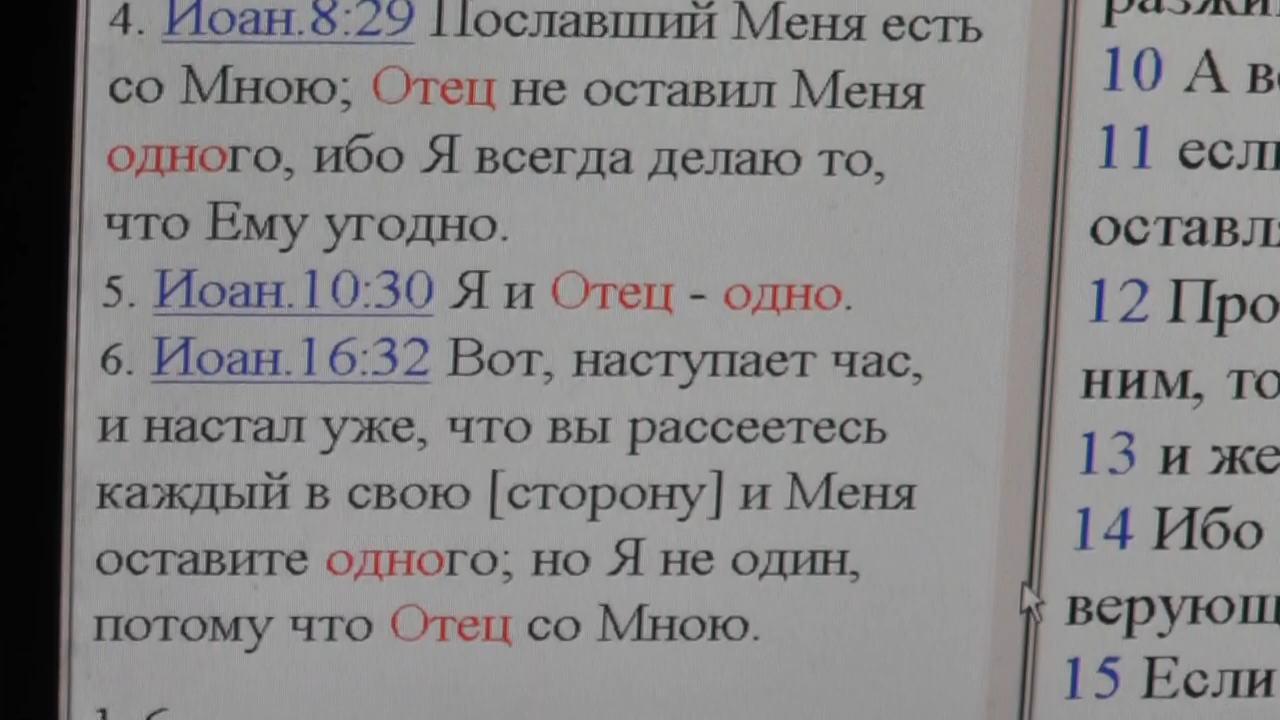 4. Иоан.8:29 Пославший Меня есть
со Мною; Отец не оставил Меня
одного, ибо Я всегда делаю то,
что Ему угодно.
5. Иоан.10:30 Я и Отец - одно.
6. Иоан.16:32 Вот, наступает час,
и настал уже, что вы рассеетесь
каждый в свою [сторону] и Меня
оставите одного; но Я не один,
потому что Отец со Мною.
10 А
11
12
ним,
13 и
14 Ибо
15 Если